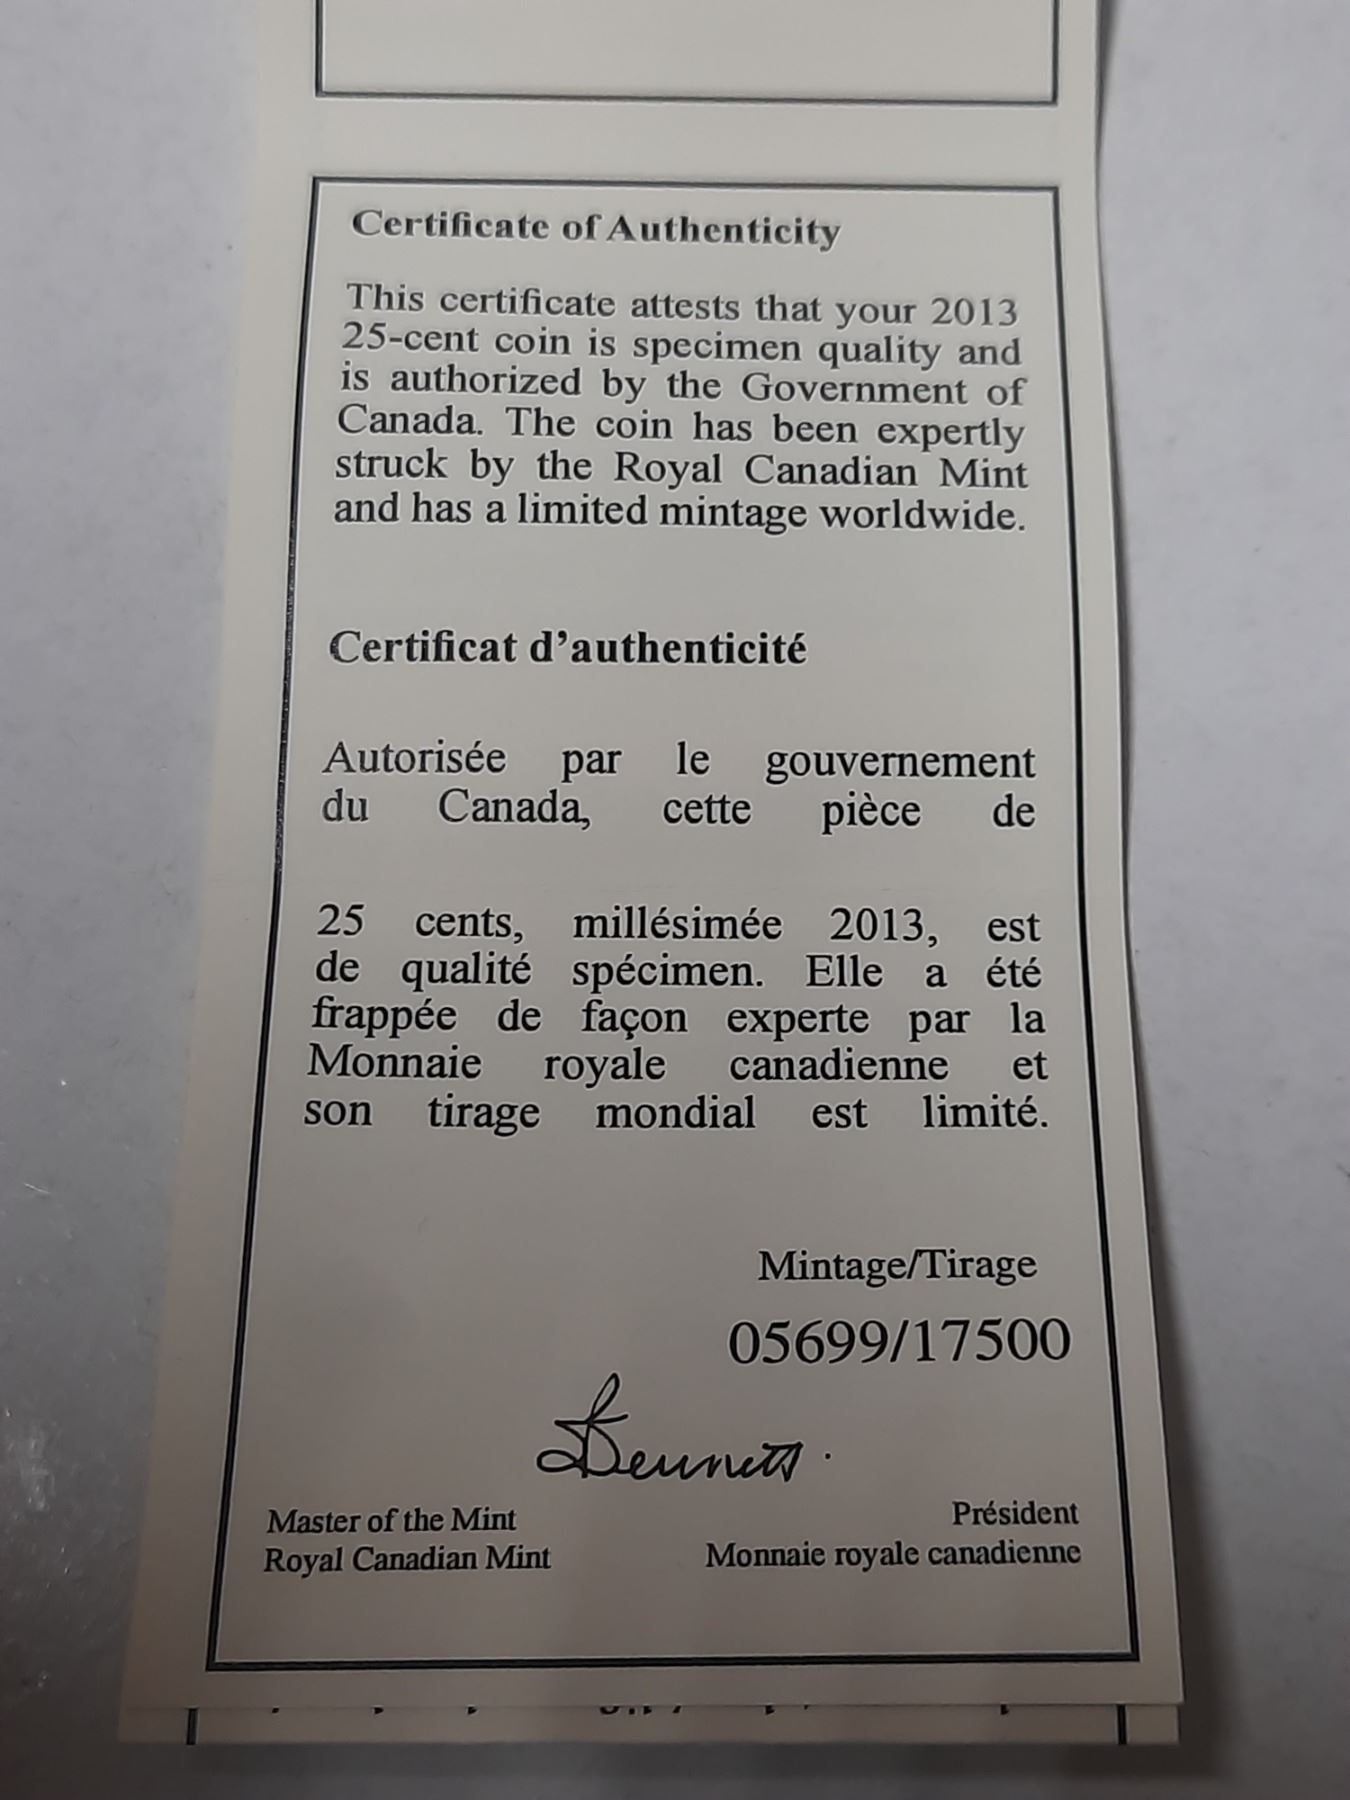 Certificate of Authenticity
This certificate attests that your 2013
25-cent coin is specimen quality and
is authorized by the Government of
Canada. The coin has been expertly
struck by the Royal Canadian Mint
and has a limited mintage worldwide.
Certificat d'authenticité
Autorisée par le gouvernement
du Canada, cette pièce de
25 cents, millésimée 2013, est
de qualité spécimen. Elle a été
frappée de façon experte par la
Monnaie royale canadienne et
son tirage mondial est limité.
Mintage/Tirage
05699/17500
Bennett
Master of the Mint
Royal Canadian Mint
Président
Monnaie royale canadienne